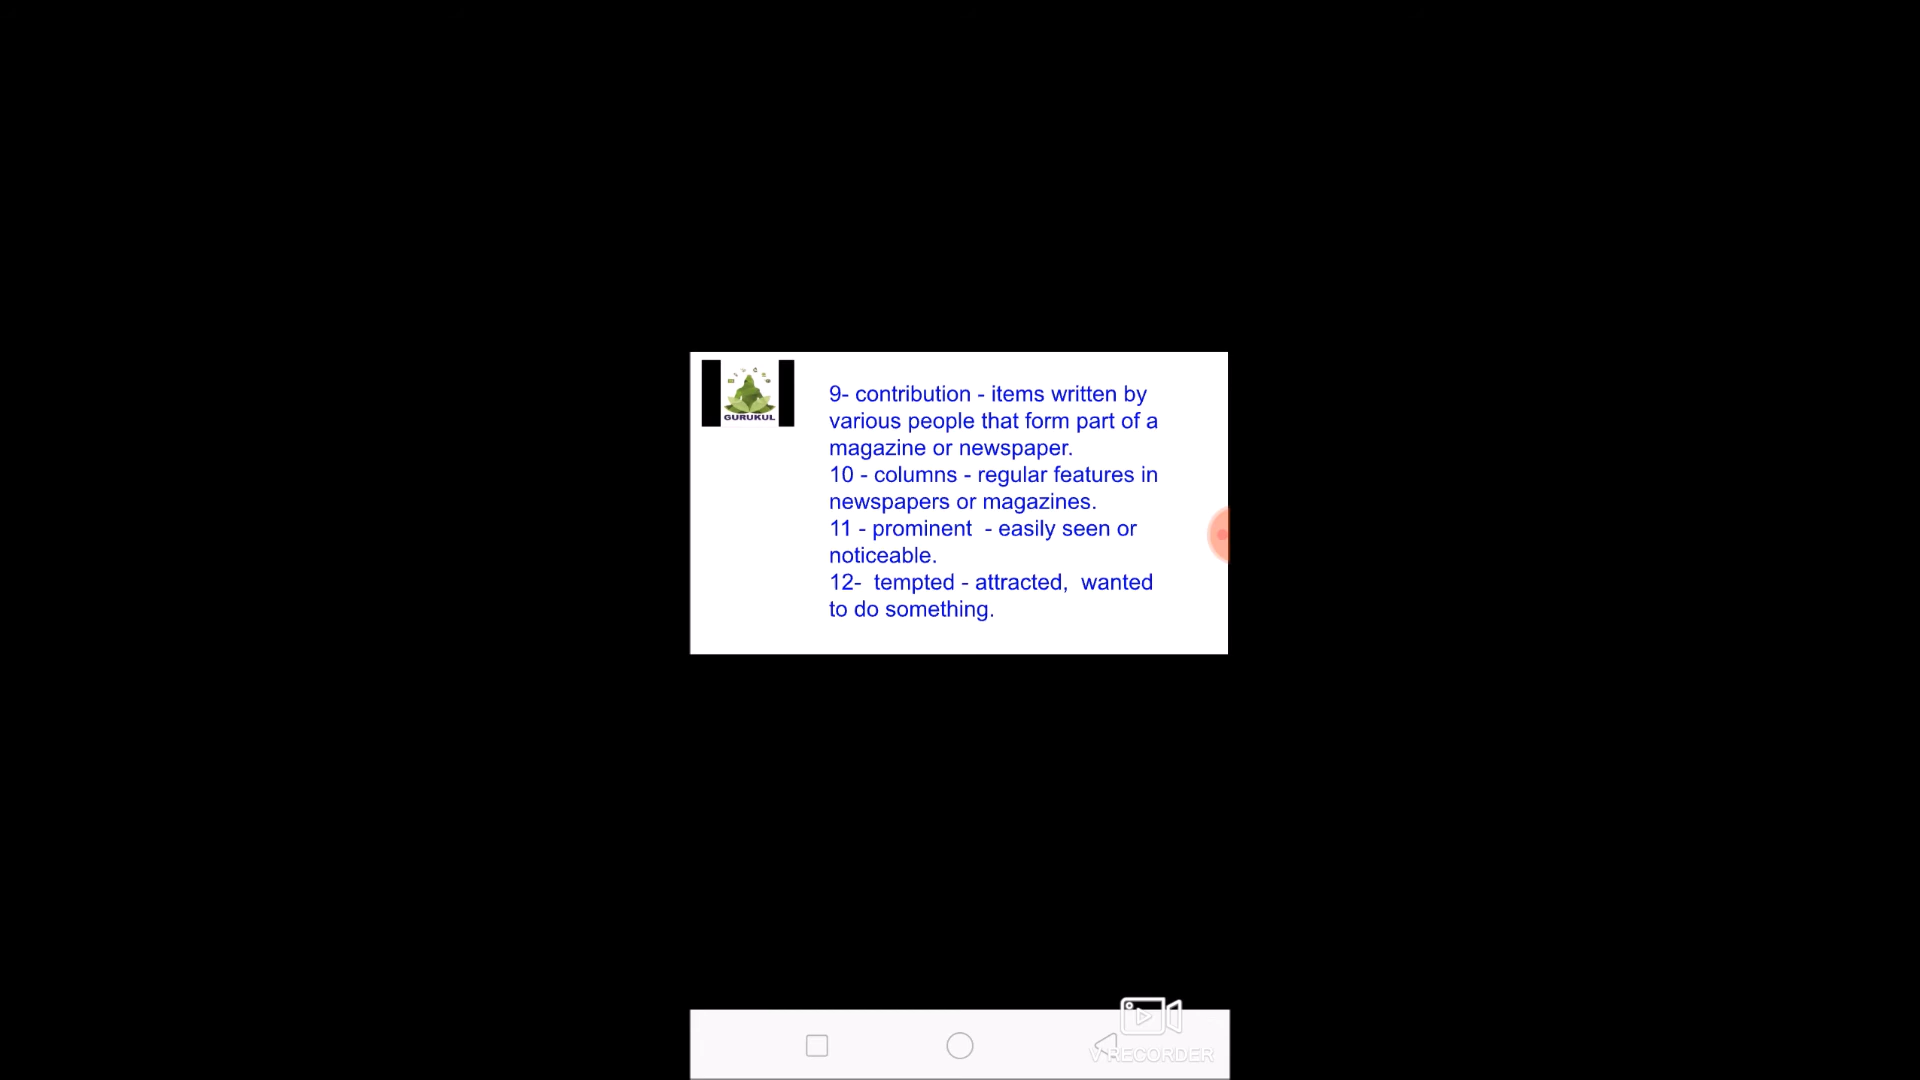 GURUKUL
9- contribution - items written by
various people that form part of a
magazine or newspaper.
10 - columns - regular features in
newspapers or magazines.
11 - prominent  - easily seen or
noticeable.
12-  tempted - attracted,  wanted
to do something.
V RECORDER